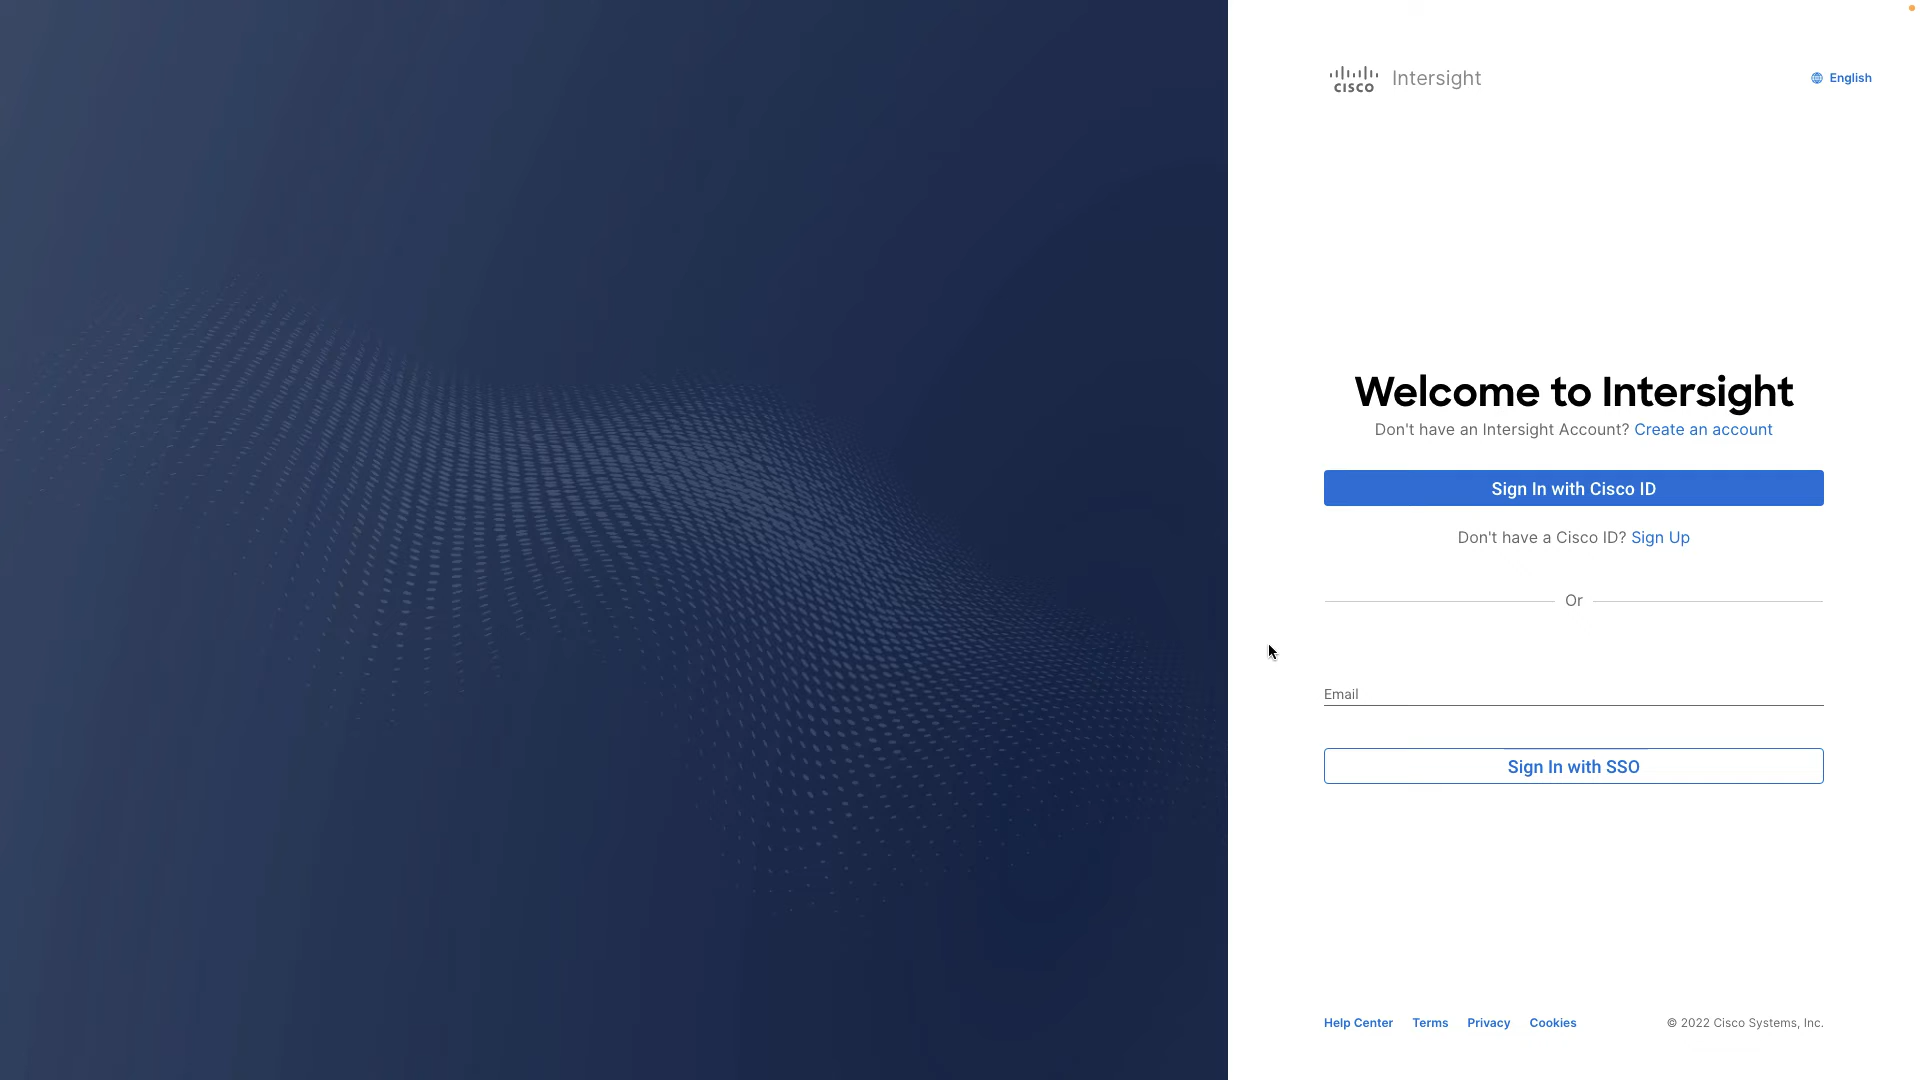 CISCO Intersight
English
Welcome to Intersight
Don't have an Intersight Account? Create an account
Sign In with Cisco ID
Don't have a Cisco ID? Sign Up
Or
Email
Sign In with SSO
Help Center Terms Privacy Cookies © 2022 Cisco Systems, Inc.